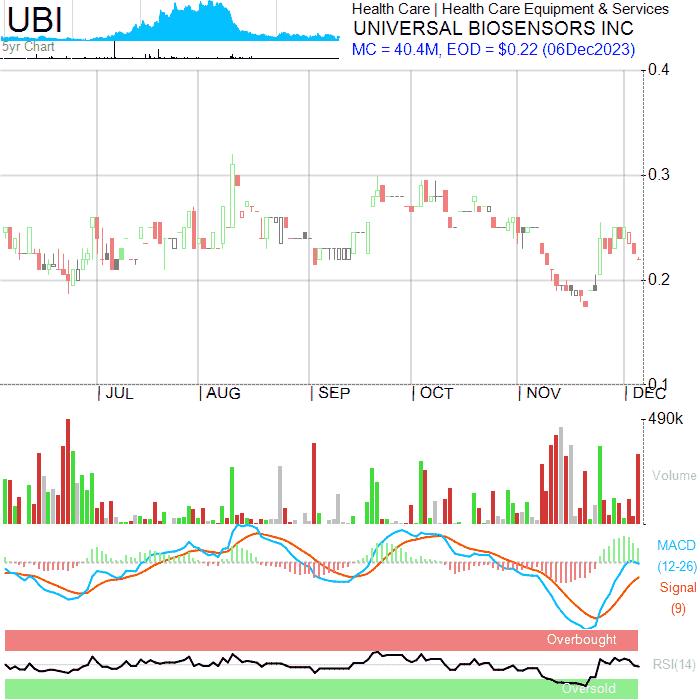 UBI
5yr Chart
Health Care | Health Care Equipment & Services
UNIVERSAL BIOSENSORS INC
MC = 40.4M, EOD = $0.22 (06Dec2023)
0.4
0.3
0.2
0.1
JUL
AUG
SEP
OCT
NOV
DEC
490k
Volume
MACD
(12-26)
Signal
(9)
Overbought
RSI(14)
Oversold